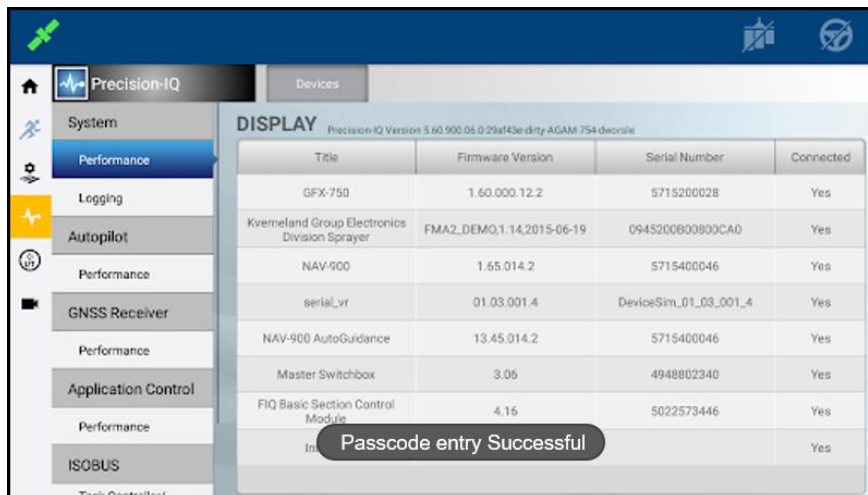 Precision-IQ
Devices
System
Performance
Logging
Autopilot
Performance
GNSS Receiver
Performance
Application Control
Performance
ISOBUS
DISPLAY Precision-IQ Version 5.60.900.06.0-29af43e-dirty-AGAM-754-dworsle
Title Firmware Version Serial Number Connected
GFX-750 1.60.000.12.2 5715200028 Yes
Kverneland Group Electronics
Division Sprayer FMA2_DEMO,1.14,2015-06-19 0945200B00800CA0 Yes
NAV-900 1.65.014.2 5715400046 Yes
serial_vr 01.03.001.4 DeviceSim_01_03_001_4 Yes
NAV-900 AutoGuidance 13.45.014.2 5715400046 Yes
Master Switchbox 3.06 4948802340 Yes
FIQ Basic Section Control
Module 4.16 5022573446 Yes
Yes
Passcode entry Successful